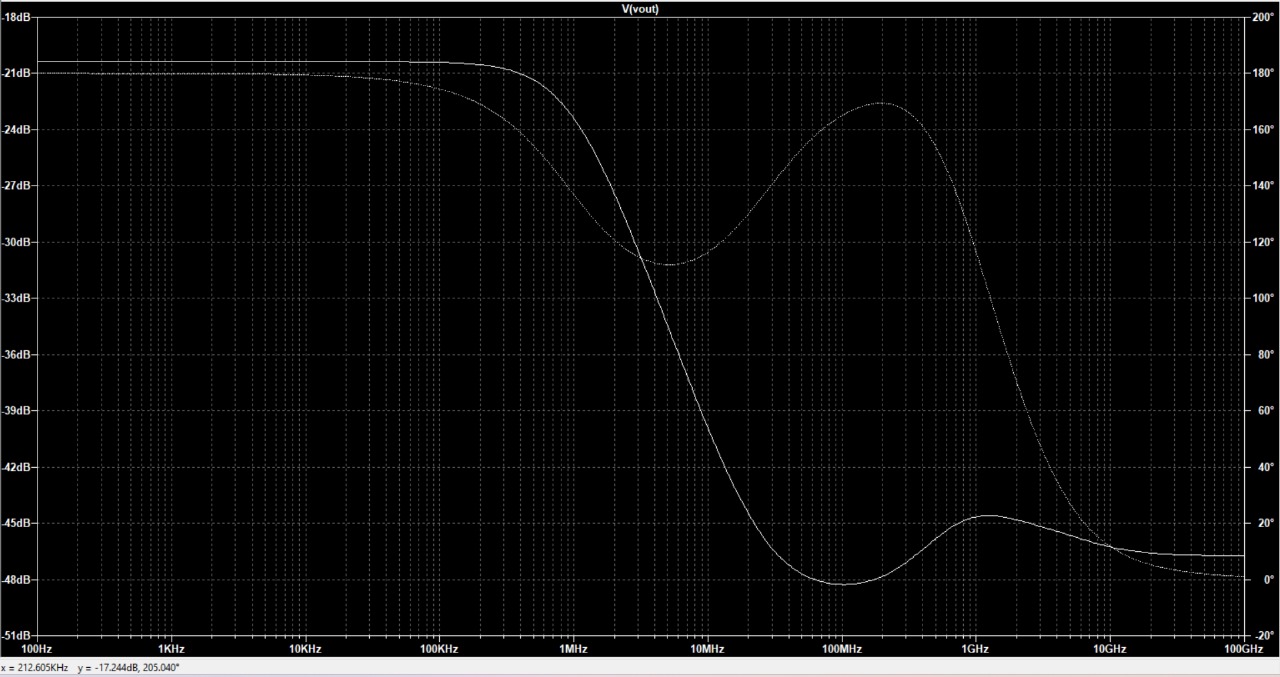 V(vout)
-18dB
200°
-21dB
180°
-24dB
160°
-27dB
140°
-30dB
120°
-33dB
100°
-36dB
80°
-39dB
60°
-42dB
40°
-45dB
20°
-48dB
0°
-51dB
-20°
100Hz 1KHz 10KHz 100KHz 1MHz 10MHz 100MHz 1GHz 10GHz 100GHz
x = 212.605KHz y = -17.244dB, 205.040°